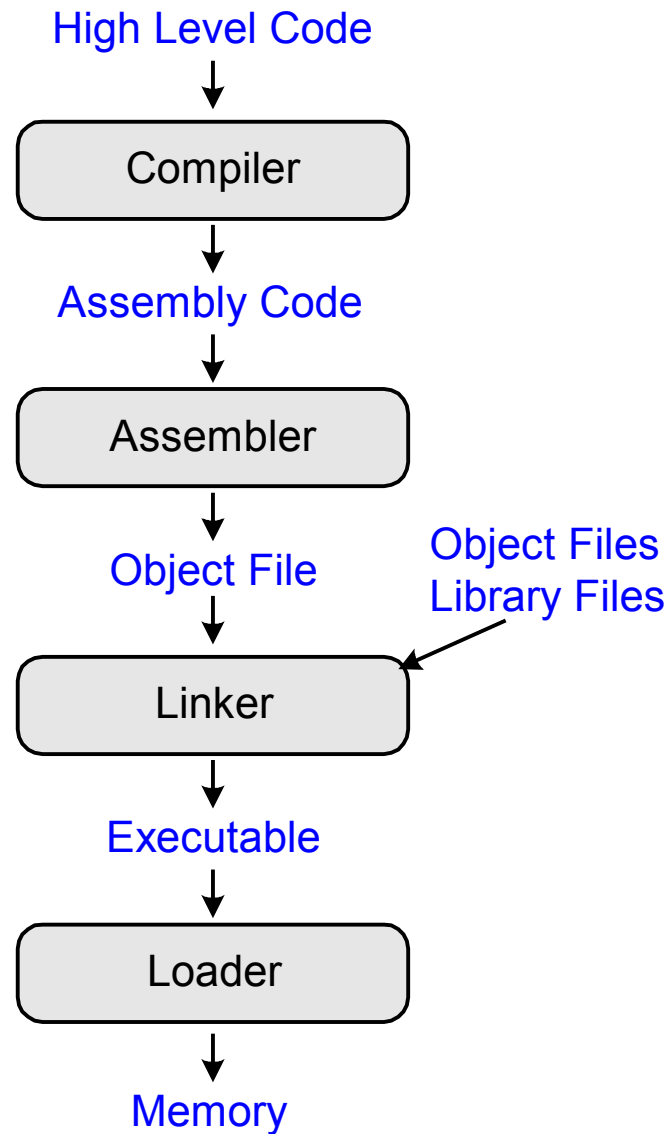 High Level Code
Compiler
Assembly Code
Assembler
Object File
Object Files
Library Files
Linker
Executable
Loader
Memory